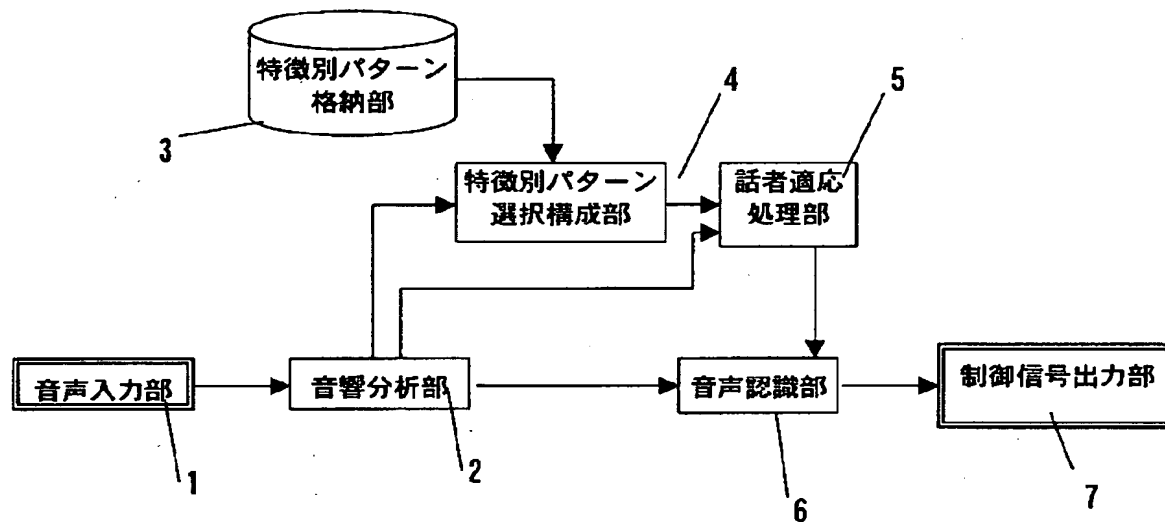 特徴別パターン
格納部
3
4
5
特徴別パターン
選択構成部
話者適応
処理部
音声入力部
音響分析部
音声認識部
制御信号出力部
1
2
6
7